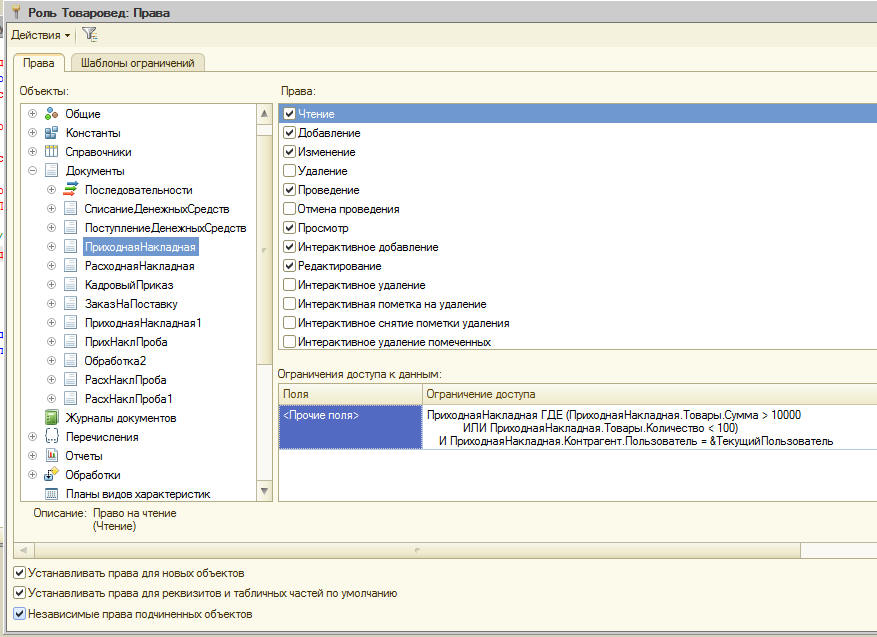 Роль Товаровед: Права
Действия
Права
Шаблоны ограничений
Объекты:
Общие
Константы
Справочники
Документы
Последовательности
СписаниеДенежныхСредств
ПоступлениеДенежныхСредств
ПриходнаяНакладная
РасходнаяНакладная
КадровыйПриказ
ЗаказНаПоставку
ПриходнаяНакладная1
ПрихНаклПроба
Обработка2
РасхНаклПроба
РасхНаклПроба1
Журналы документов
Перечисления
Отчеты
Обработки
Планы видов характеристик
Описание: Право на чтение
(Чтение)
Права:
Чтение
Добавление
Изменение
Удаление
Проведение
Отмена проведения
Просмотр
Интерактивное добавление
Редактирование
Интерактивное удаление
Интерактивная пометка на удаление
Интерактивное снятие пометки удаления
Интерактивное удаление помеченных
Ограничения доступа к данным:
Поля
Ограничение доступа
<Прочие поля>
ПриходнаяНакладная ГДЕ (ПриходнаяНакладная.Товары.Сумма > 10000
ИЛИ ПриходнаяНакладная.Товары.Количество < 100)
И ПриходнаяНакладная.Контрагент.Пользователь = &ТекущийПользователь
Устанавливать права для новых объектов
Устанавливать права для реквизитов и табличных частей по умолчанию
Независимые права подчиненных объектов